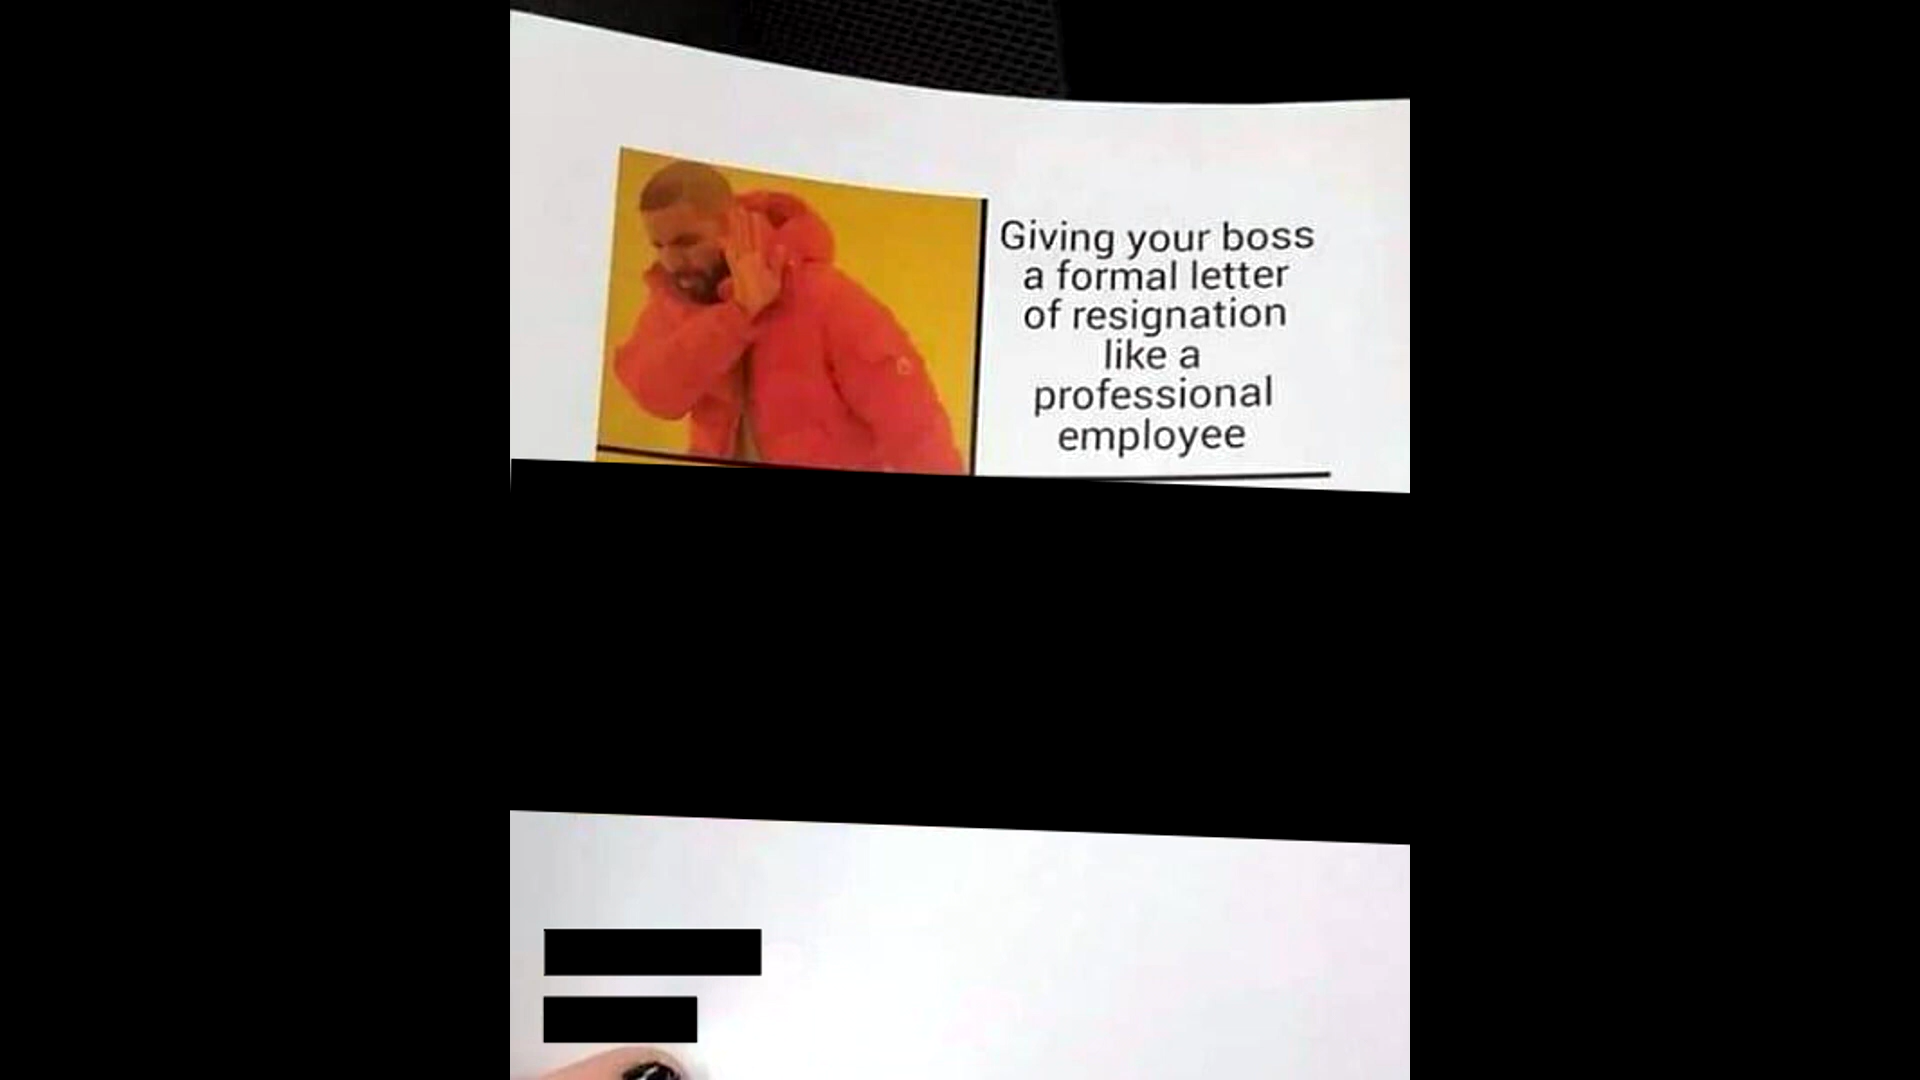 Giving your boss
a formal letter
of resignation
like a
professional
employee